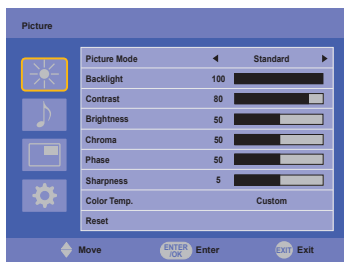 Picture
Picture Mode Standard
Backlight 100
Contrast 80
Brightness 50
Chroma 50
Phase 50
Sharpness 5
Color Temp. Custom
Reset
Move ENTER /OK Enter EXIT Exit